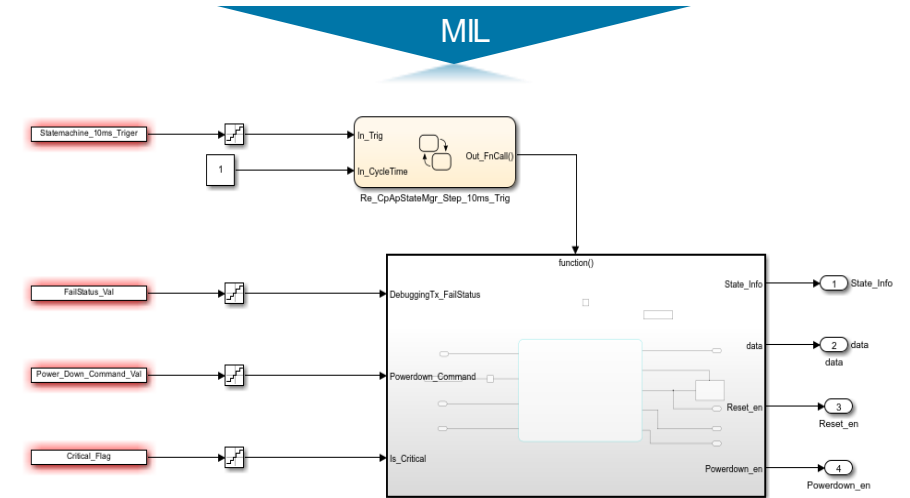 MIL
Statemachine_10ms_Triger
In_Trig
Out_FnCall()
1
In_CycleTime
Re_CpApStateMgr_Step_10ms_Trig
function()
State_Info
1
State_Info
FailStatus_Val
DebuggingTx_FailStatus
data
2
data
data
Power_Down_Command_Val
Powerdown_Command
Reset_en
3
Reset_en
Critical_Flag
Is_Critical
Powerdown_en
4
Powerdown_en